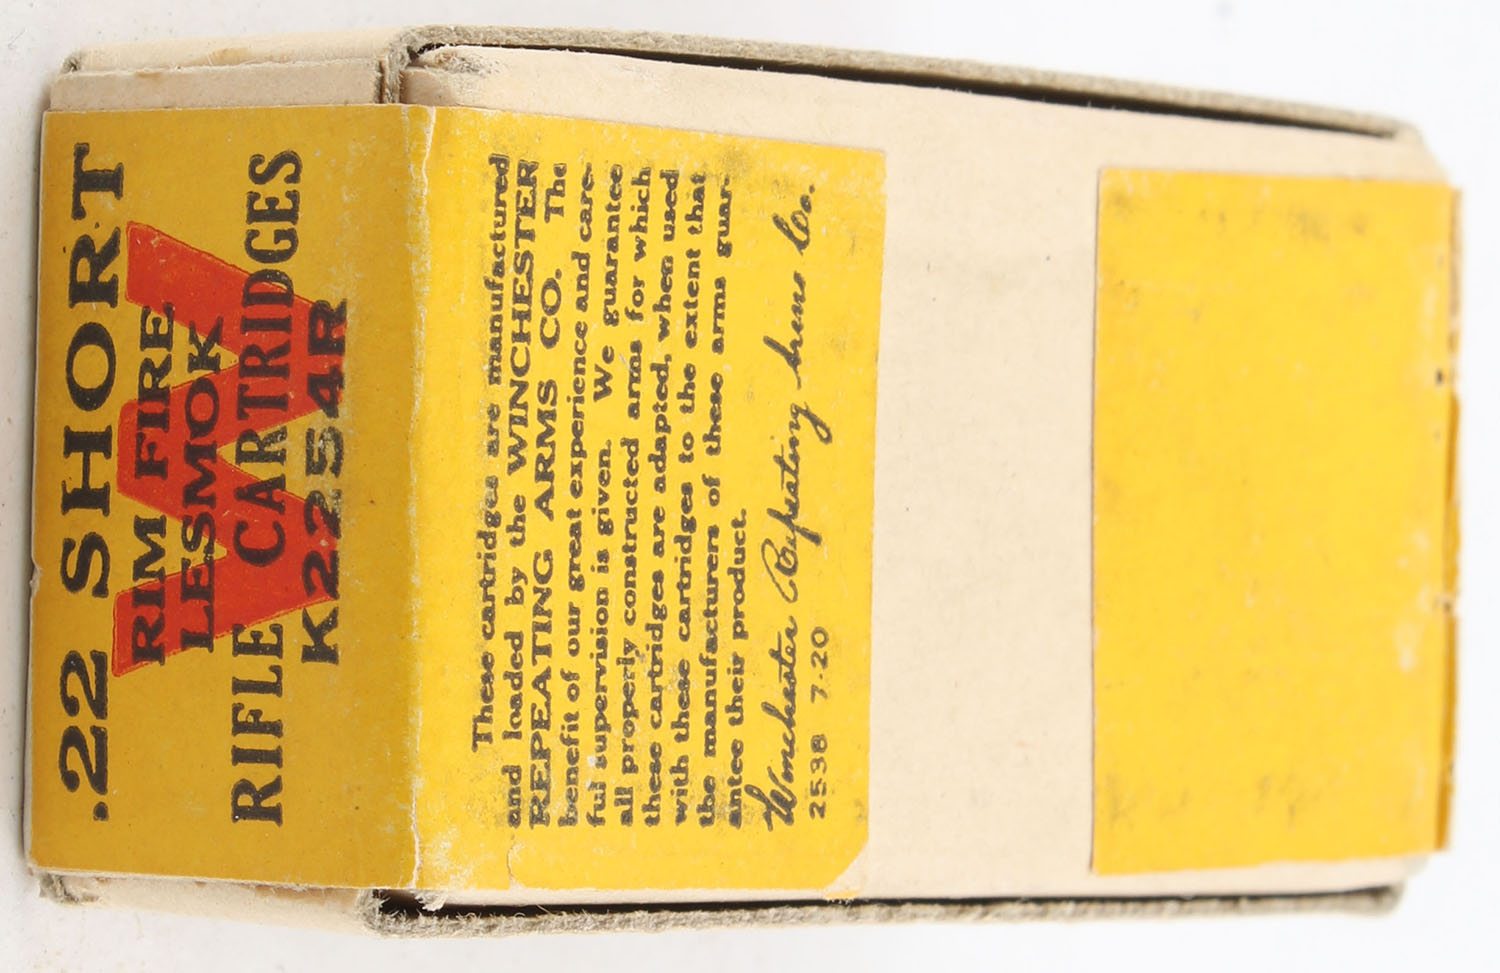 .22 SHORT
RIM FIRE
LESMOK
RIFLE CARTRIDGES
K2254R
W
These cartridges are manufactured
and loaded by the WINCHESTER
REPEATING ARMS CO. The
benefit of our great experience and care-
ful supervision is given. We guarantee
all properly constructed arms for which
these cartridges are adapted, when used
with these cartridges to the extent that
the manufacturers of these arms guar-
antee their product.
Winchester Repeating Arms Co.
2538 7-20